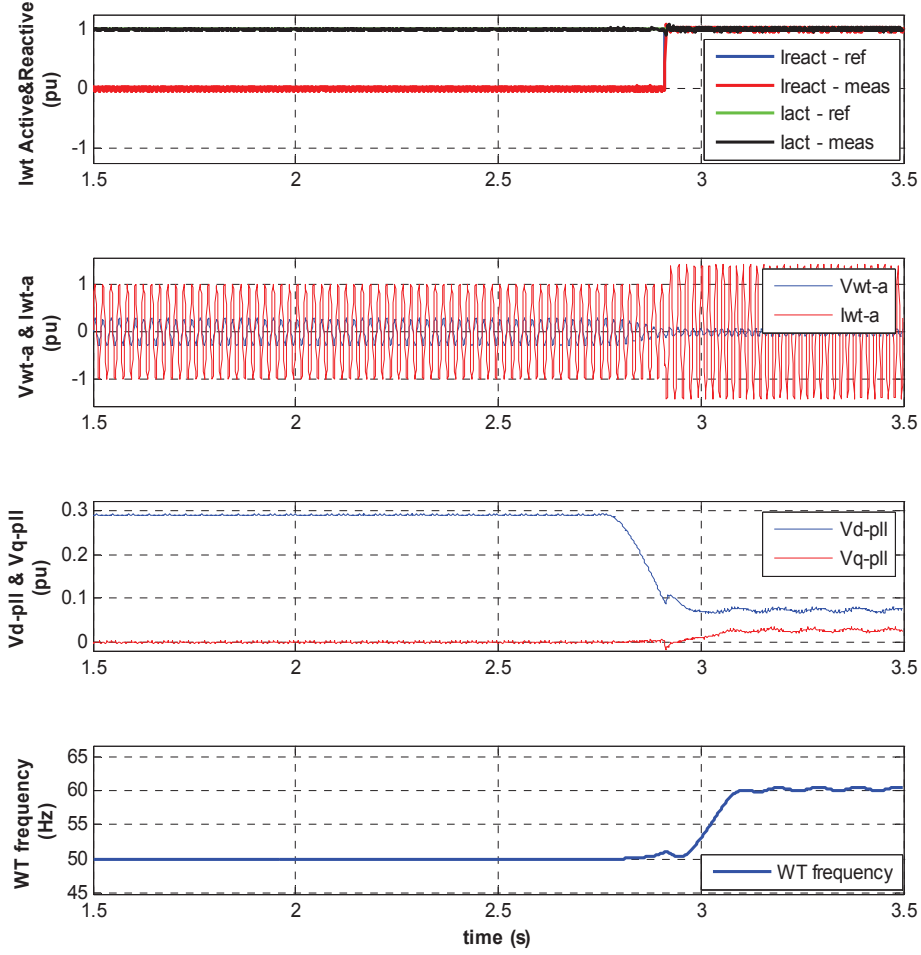 Iwt Active&Reactive
(pu)
1
0
-1
Ireact - ref
Ireact - meas
Iact - ref
Iact - meas
1.5 2 2.5 3 3.5
Vwt-a & Iwt-a
(pu)
1
0
-1
Vwt-a
Iwt-a
1.5 2 2.5 3 3.5
Vd-pll & Vq-pll
(pu)
0.3
0.2
0.1
0
Vd-pll
Vq-pll
1.5 2 2.5 3 3.5
WT frequency
(Hz)
65
60
55
50
45
WT frequency
1.5 2 2.5 3 3.5
time (s)